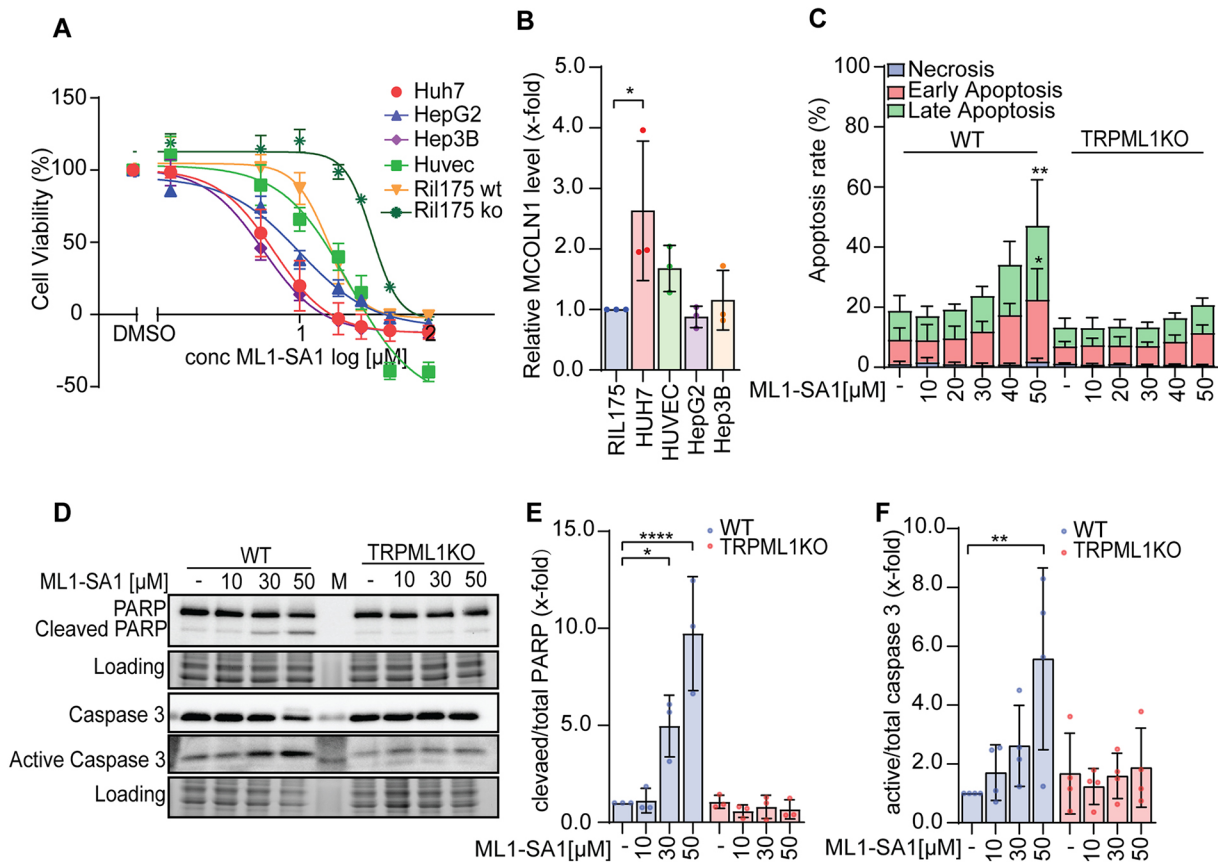 A
Cell Viability (%)
150
100
50
0
-50
DMSO
1
2
conc ML1-SA1 log [µM]
Huh7
HepG2
Hep3B
Huvec
Ril175 wt
Ril175 ko
B
Relative MCOLN1 level (x-fold)
5.0
4.0
3.0
2.0
1.0
0.0
*
RIL175
HUH7
HUVEC
HepG2
Hep3B
C
Apoptosis rate (%)
100
80
60
40
20
0
Necrosis
Early Apoptosis
Late Apoptosis
WT
TRPML1KO
**
*
ML1-SA1[µM]
- 10 20 30 40 50 - 10 20 30 40 50
D
WT TRPML1KO
ML1-SA1 [µM] - 10 30 50 M - 10 30 50
PARP
Cleaved PARP
Loading
Caspase 3
Active Caspase 3
Loading
E
clevaed/total PARP (x-fold)
15.0
10.0
5.0
0.0
****
*
WT
TRPML1KO
ML1-SA1[µM]
- 10 30 50 - 10 30 50
F
active/total caspase 3 (x-fold)
10.0
8.0
6.0
4.0
2.0
0.0
**
WT
TRPML1KO
ML1-SA1[µM]
- 10 30 50 - 10 30 50